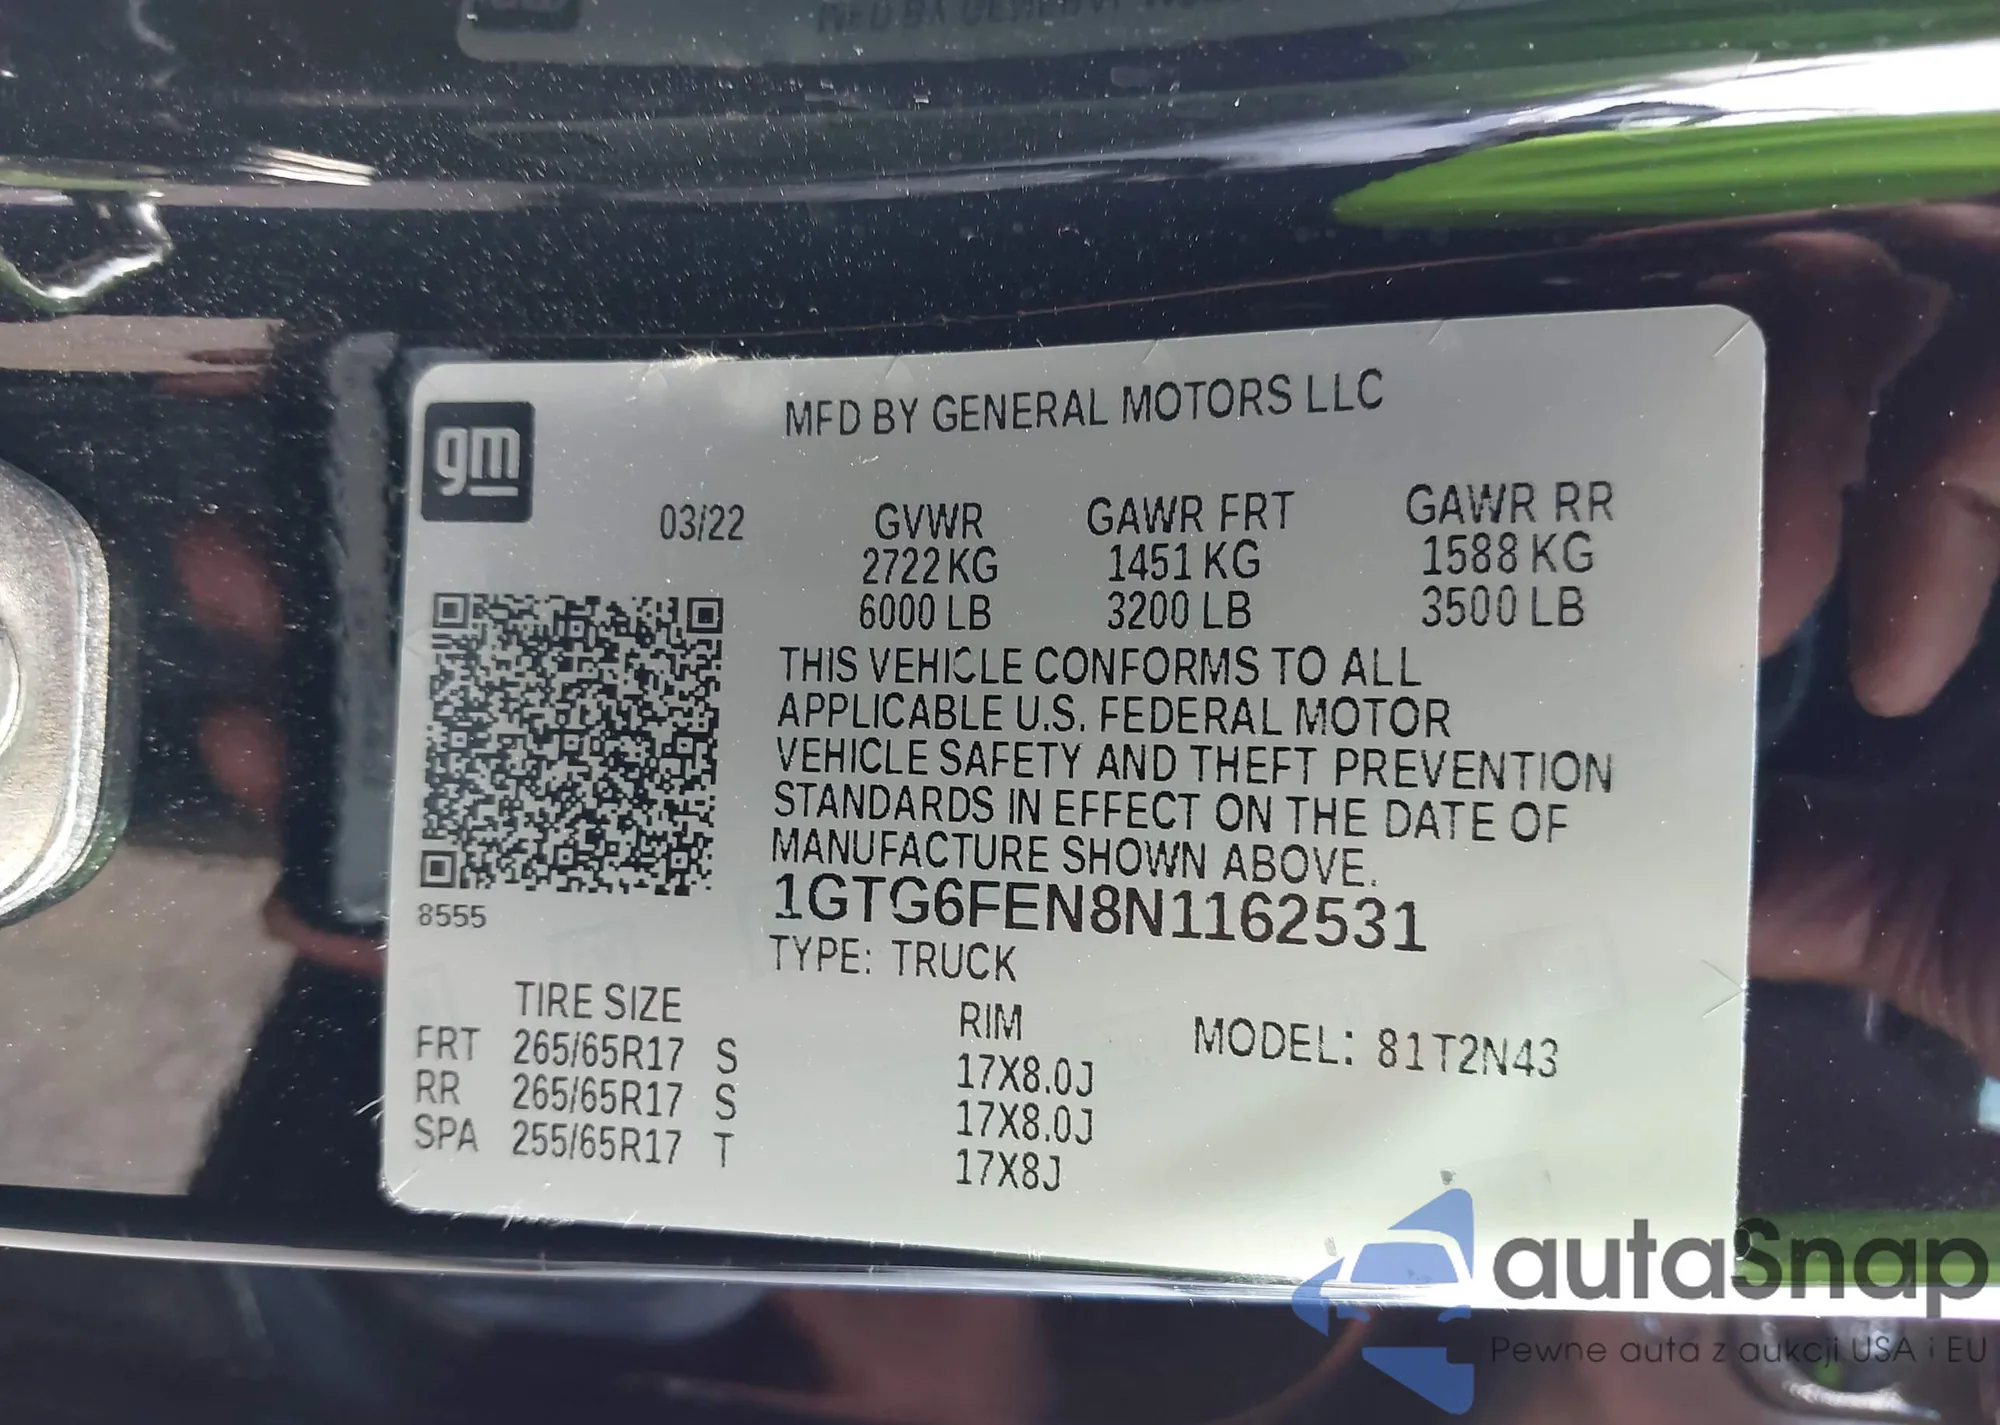 MFD BY GENERAL MOTORS LLC
gm
03/22 GVWR GAWR FRT GAWR RR
2722KG 1451 KG 1588 KG
6000 LB 3200 LB 3500 LB
THIS VEHICLE CONFORMS TO ALL
APPLICABLE U.S. FEDERAL MOTOR
VEHICLE SAFETY AND THEFT PREVENTION
STANDARDS IN EFFECT ON THE DATE OF
MANUFACTURE SHOWN ABOVE.
8555
1GTG6FEN8N1162531
TYPE: TRUCK
TIRE SIZE RIM MODEL: 81T2N43
FRT 265/65R17 S 17X8.0J
RR 265/65R17 S 17X8.0J
SPA 255/65R17 T 17X8J
autaSnap
Pewne auta z aukcji USA i EU